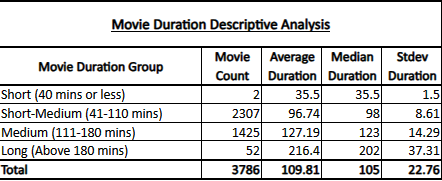 Movie Duration Descriptive Analysis
Movie Duration Group Movie Count Average Duration Median Duration Stdev Duration
Short (40 mins or less) 2 35.5 35.5 1.5
Short-Medium (41-110 mins) 2307 96.74 98 8.61
Medium (111-180 mins) 1425 127.19 123 14.29
Long (Above 180 mins) 52 216.4 202 37.31
Total 3786 109.81 105 22.76